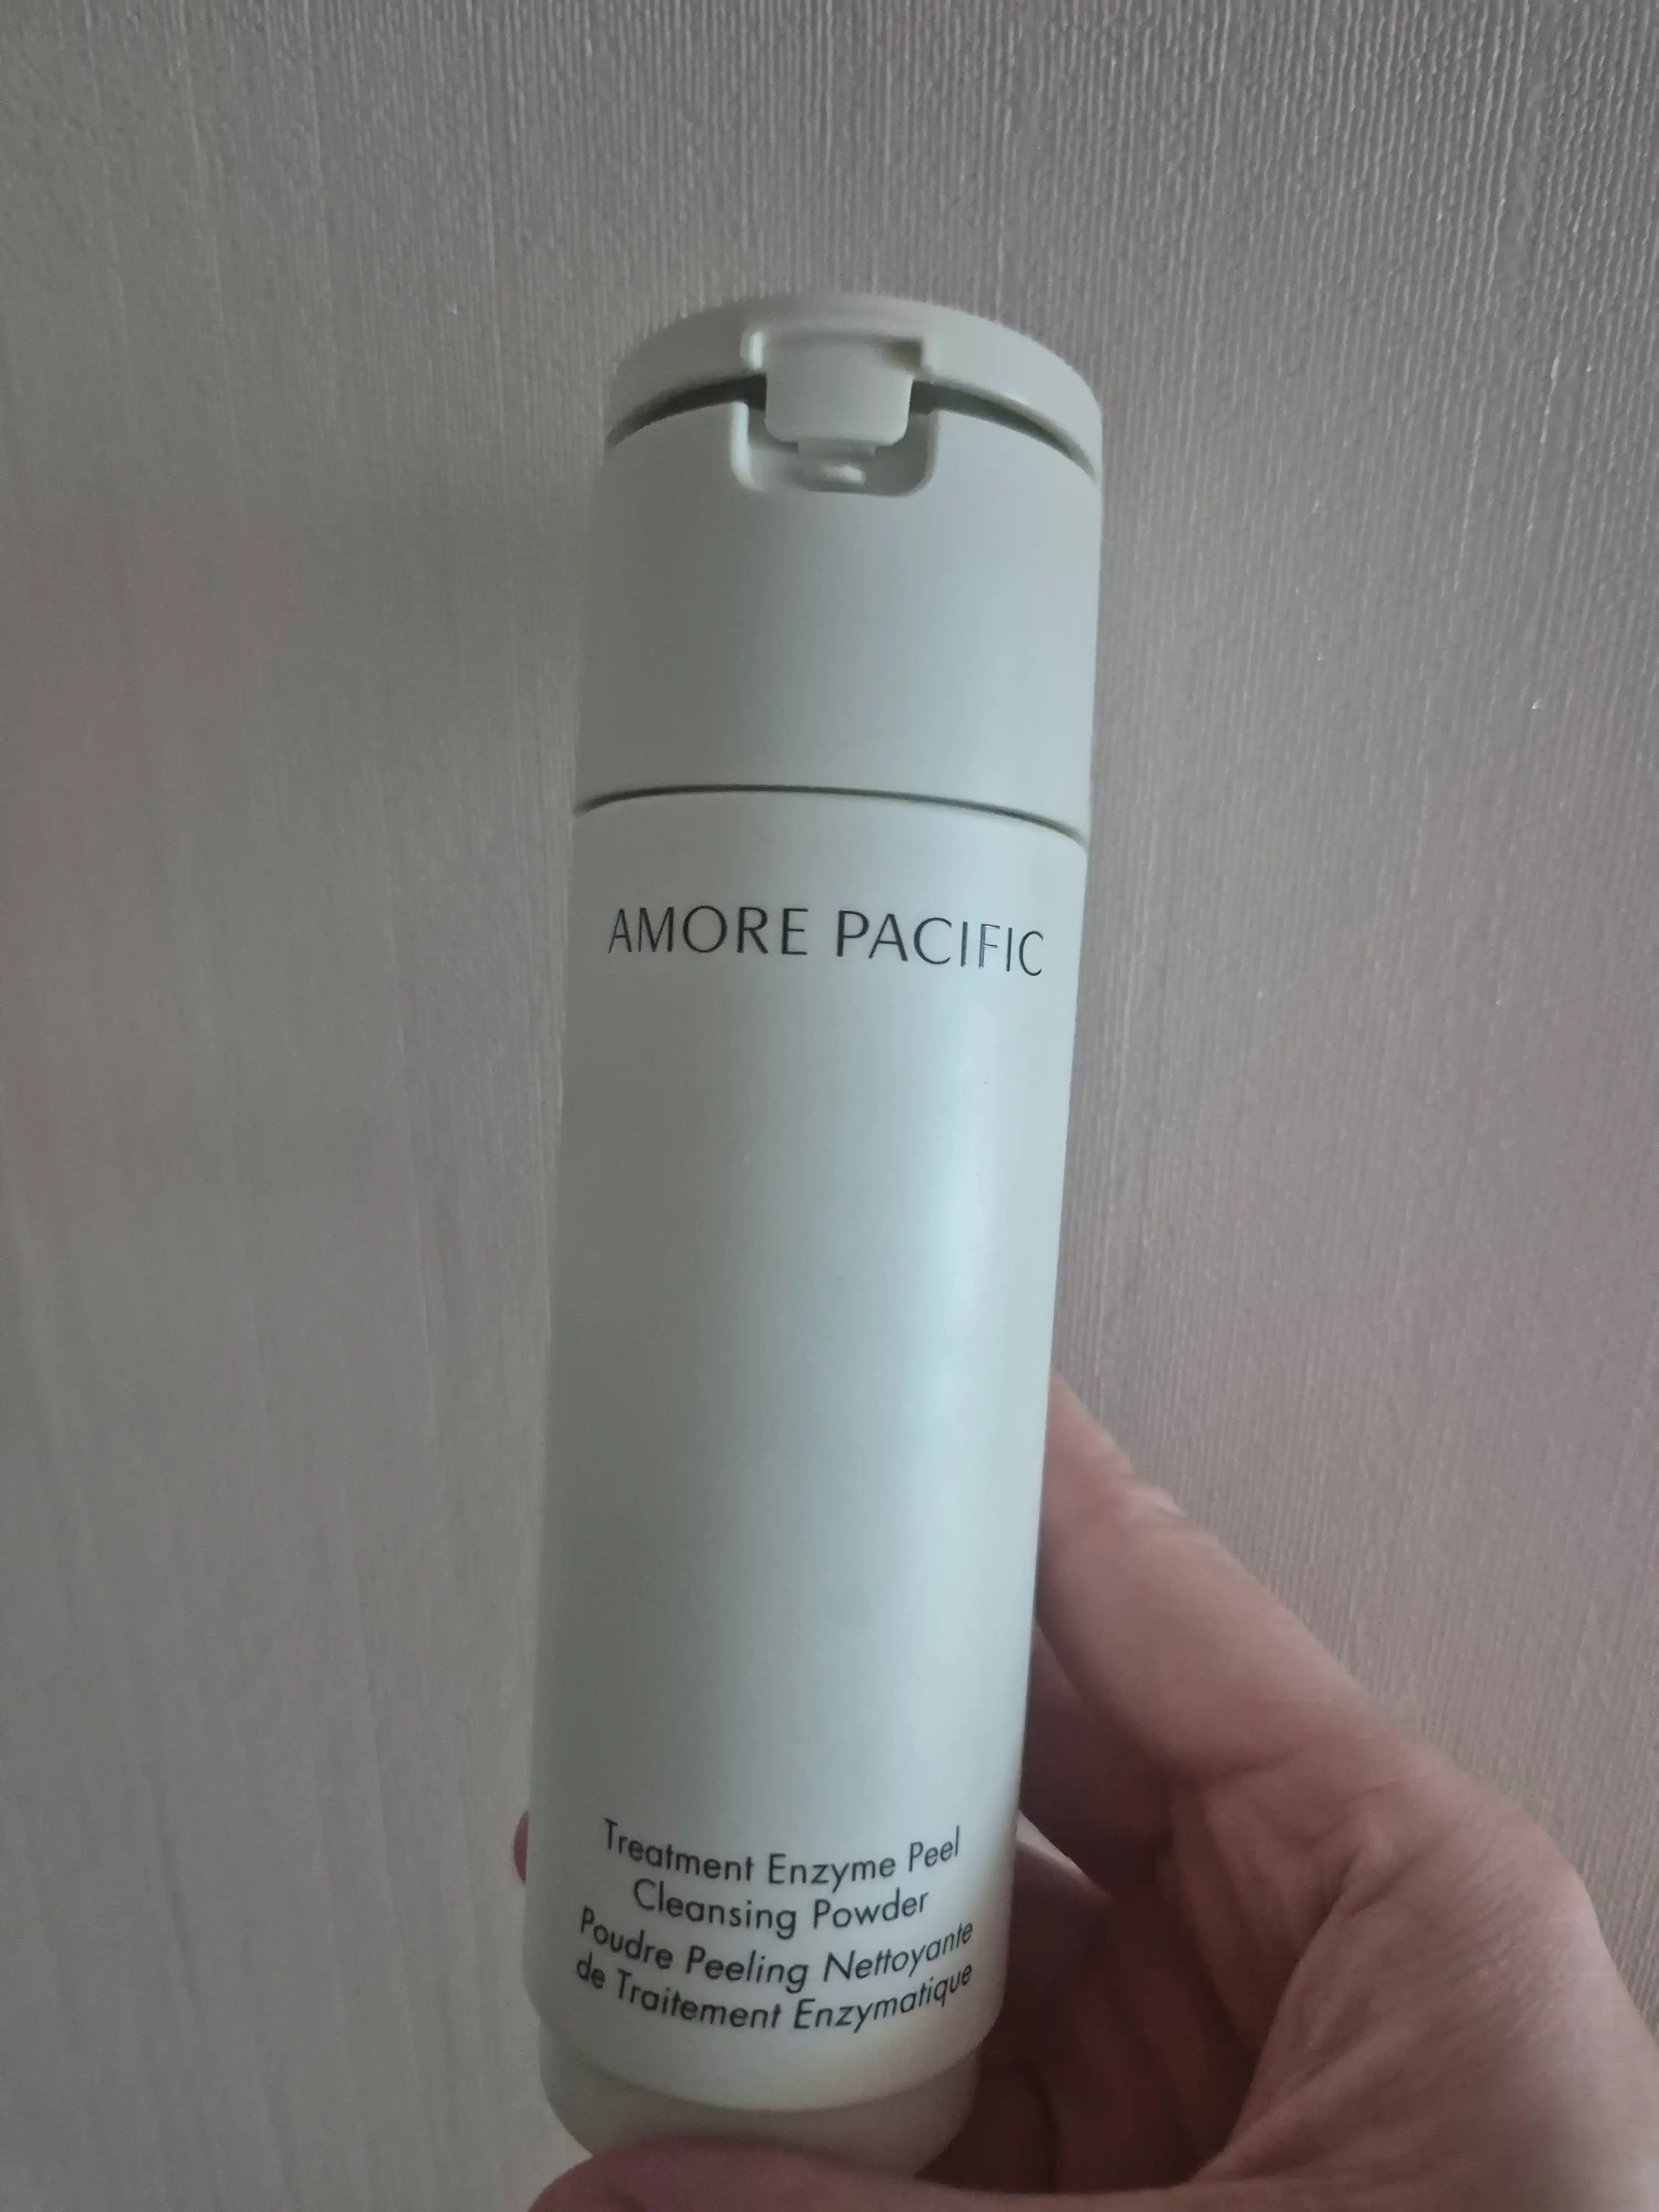 AMORE PACIFIC
Treatment Enzyme Peel
Cleansing Powder
Poudre Peeling Nettoyante
de Traitement Enzymatique